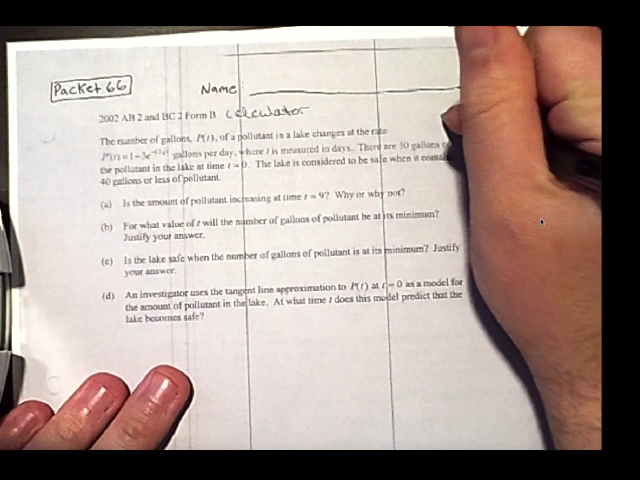 Packet 66
Name
2002 AB 2 and BC 2 Form B calculator
The number of gallons, P(t), of a pollutant in a lake changes at the rate
gallons per day, where t is measured in days. There are 50 gallons
the pollutant in the lake at time t = 0. The lake is considered to be safe when it
40 gallons or less of pollutant.
(a) Is the amount of pollutant increasing at time t = 9? Why or why not?
(b) For what value of t will the number of gallons of pollutant be at its minimum?
Justify your answer.
(c) Is the lake safe when the number of gallons of pollutant is at its minimum? Justify
your answer.
(d) An investigator uses the tangent line approximation to P(t) at t = 0 as a model for
the amount of pollutant in the lake. At what time t does this model predict that the
lake becomes safe?